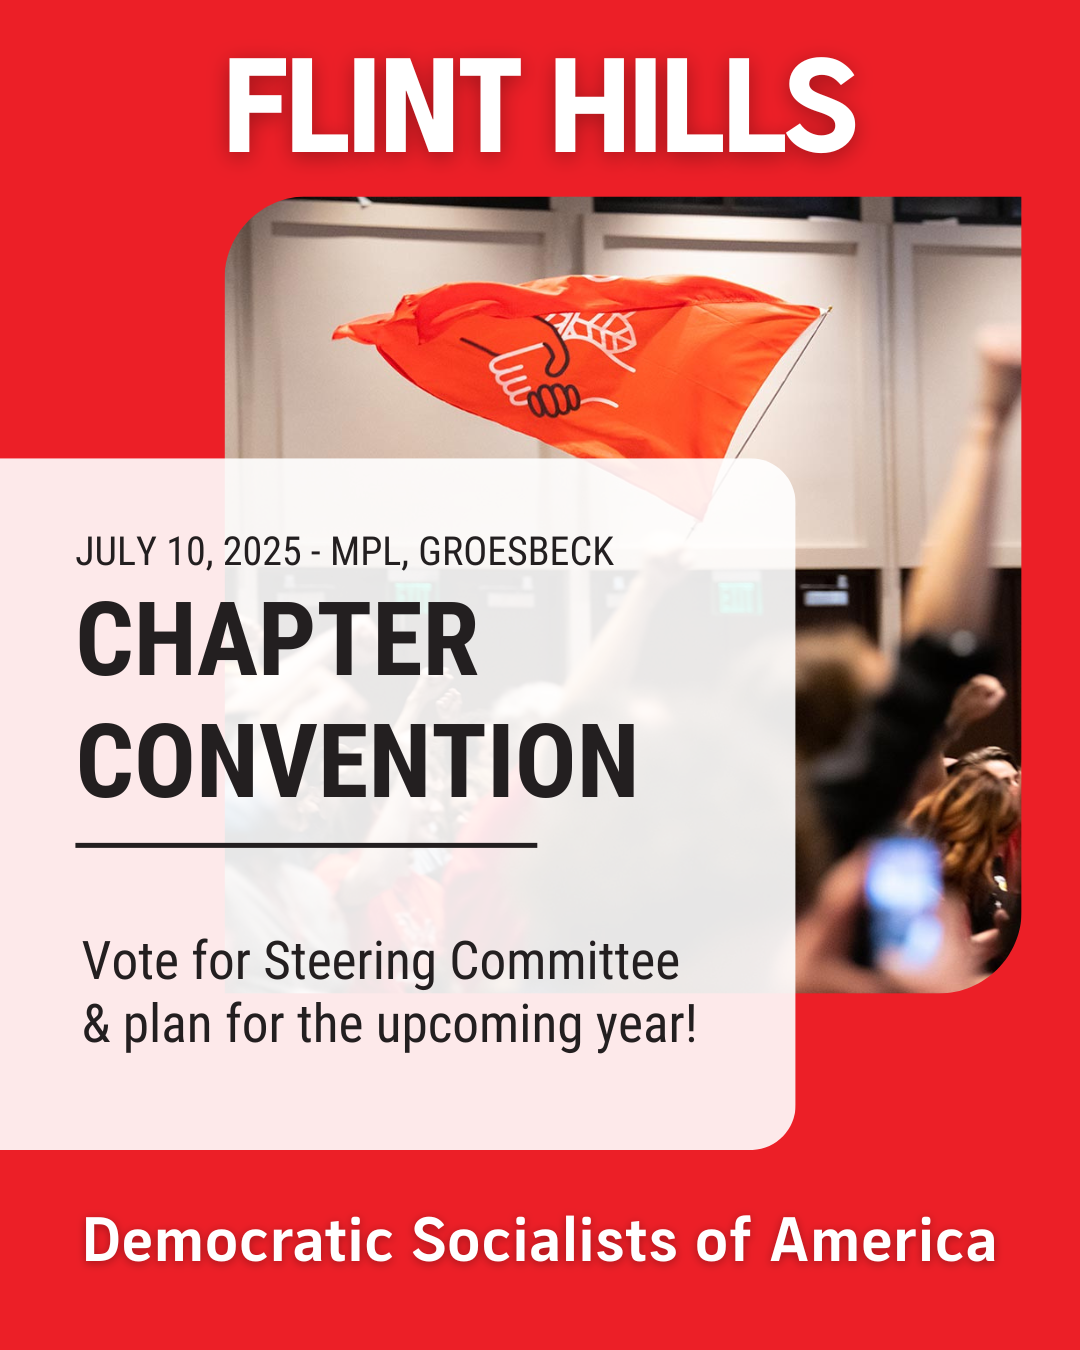 FLINT HILLS
JULY 10, 2025 - MPL, GROESBECK
CHAPTER
CONVENTION
Vote for Steering Committee
& plan for the upcoming year!
Democratic Socialists of America